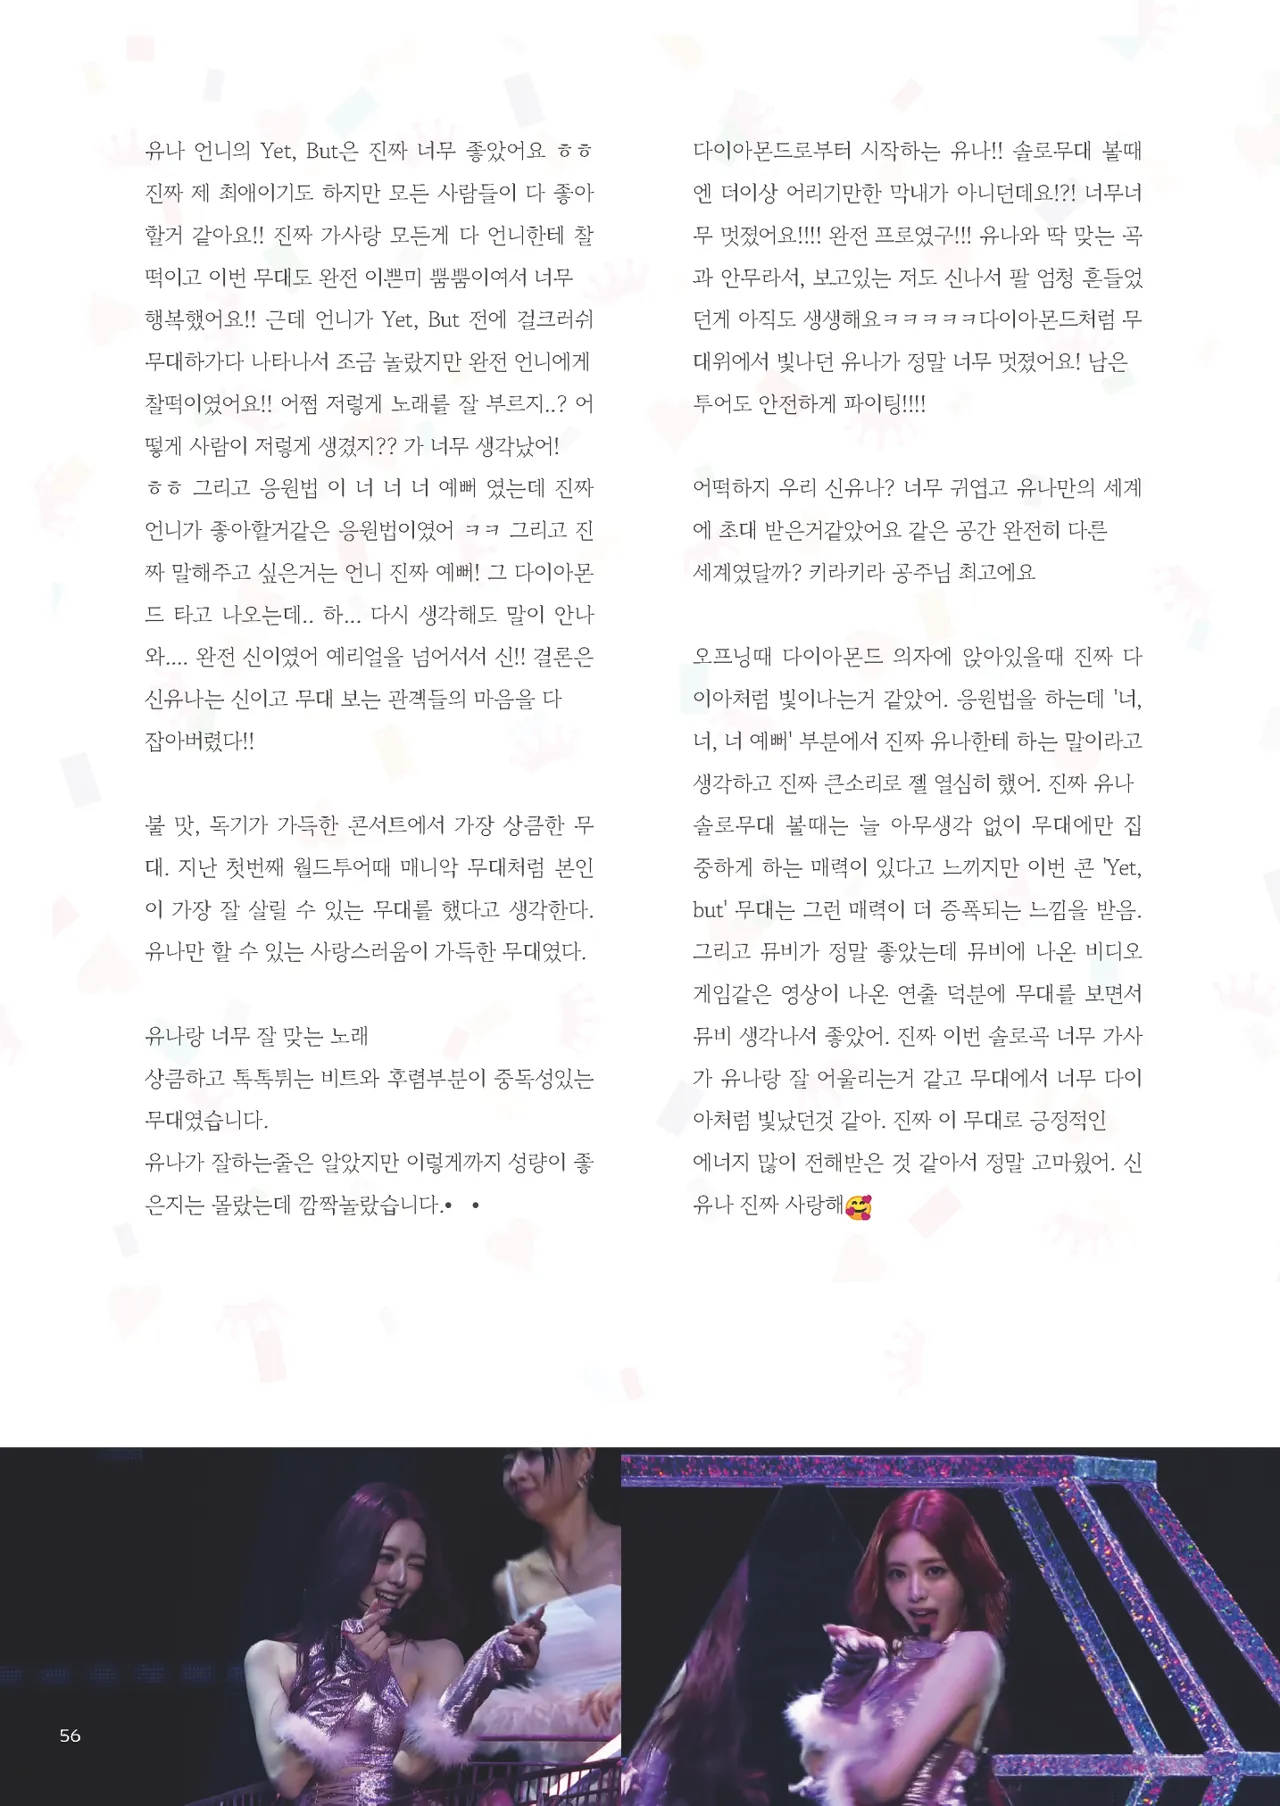 유나 언니의 Yet, But은 진짜 너무 좋았어요 ㅎㅎ
진짜 제 최애이기도 하지만 모든 사람들이 다 좋아
할거 같아요!! 진짜 가사랑 모든게 다 언니한테 찰
떡이고 이번 무대도 완전 이쁜미 뿜뿜이여서 너무
행복했어요!! 근데 언니가 Yet, But 전에 걸크러쉬
무대하가다 나타나서 조금 놀랐지만 완전 언니에게
찰떡이였어요!! 어쩜 저렇게 노래를 잘 부르지..? 어
떻게 사람이 저렇게 생겼지?? 가 너무 생각났어!
ㅎㅎ 그리고 응원법 이 너 너 너 예뻐 였는데 진짜
언니가 좋아할거같은 응원법이였어 ㅋㅋ 그리고 진
짜 말해주고 싶은거는 언니 진짜 예뻐! 그 다이아몬
드 타고 나오는데.. 하... 다시 생각해도 말이 안나
와.... 완전 신이였어 예리얼을 넘어서서 신!! 결론은
신유나는 신이고 무대 보는 관계들의 마음을 다
잡아버렸다!!
불 맛, 독기가 가득한 콘서트에서 가장 상큼한 무
대. 지난 첫번째 월드투어때 매니악 무대처럼 본인
이 가장 잘 살릴 수 있는 무대를 했다고 생각한다.
유나만 할 수 있는 사랑스러움이 가득한 무대였다.
유나랑 너무 잘 맞는 노래
상큼하고 톡톡튀는 비트와 후렴부분이 중독성있는
무대였습니다.
유나가 잘하는줄은 알았지만 이렇게까지 성량이 좋
은지는 몰랐는데 깜짝놀랐습니다.• •
다이아몬드로부터 시작하는 유나!! 솔로무대 볼때
엔 더이상 어리기만한 막내가 아니던데요!?! 너무너
무 멋졌어요!!!! 완전 프로였구!!! 유나와 딱 맞는 곡
과 안무라서, 보고있는 저도 신나서 팔 엄청 흔들었
던게 아직도 생생해요ㅋㅋㅋㅋㅋ다이아몬드처럼 무
대위에서 빛나던 유나가 정말 너무 멋졌어요! 남은
투어도 안전하게 파이팅!!!!
어떡하지 우리 신유나? 너무 귀엽고 유나만의 세계
에 초대 받은거같았어요 같은 공간 완전히 다른
세계였달까? 키라키라 공주님 최고에요
오프닝때 다이아몬드 의자에 앉아있을때 진짜 다
이아처럼 빛이나는거 같았어. 응원법을 하는데 '너,
너, 너 예뻐' 부분에서 진짜 유나한테 하는 말이라고
생각하고 진짜 큰소리로 젤 열심히 했어. 진짜 유나
솔로무대 볼때는 늘 아무생각 없이 무대에만 집
중하게 하는 매력이 있다고 느끼지만 이번 콘 'Yet,
but' 무대는 그런 매력이 더 증폭되는 느낌을 받음.
그리고 뮤비가 정말 좋았는데 뮤비에 나온 비디오
게임같은 영상이 나온 연출 덕분에 무대를 보면서
뮤비 생각나서 좋았어. 진짜 이번 솔로곡 너무 가사
가 유나랑 잘 어울리는거 같고 무대에서 너무 다이
아처럼 빛났던것 같아. 진짜 이 무대로 긍정적인
에너지 많이 전해받은 것 같아서 정말 고마웠어. 신
유나 진짜 사랑해🥰
56